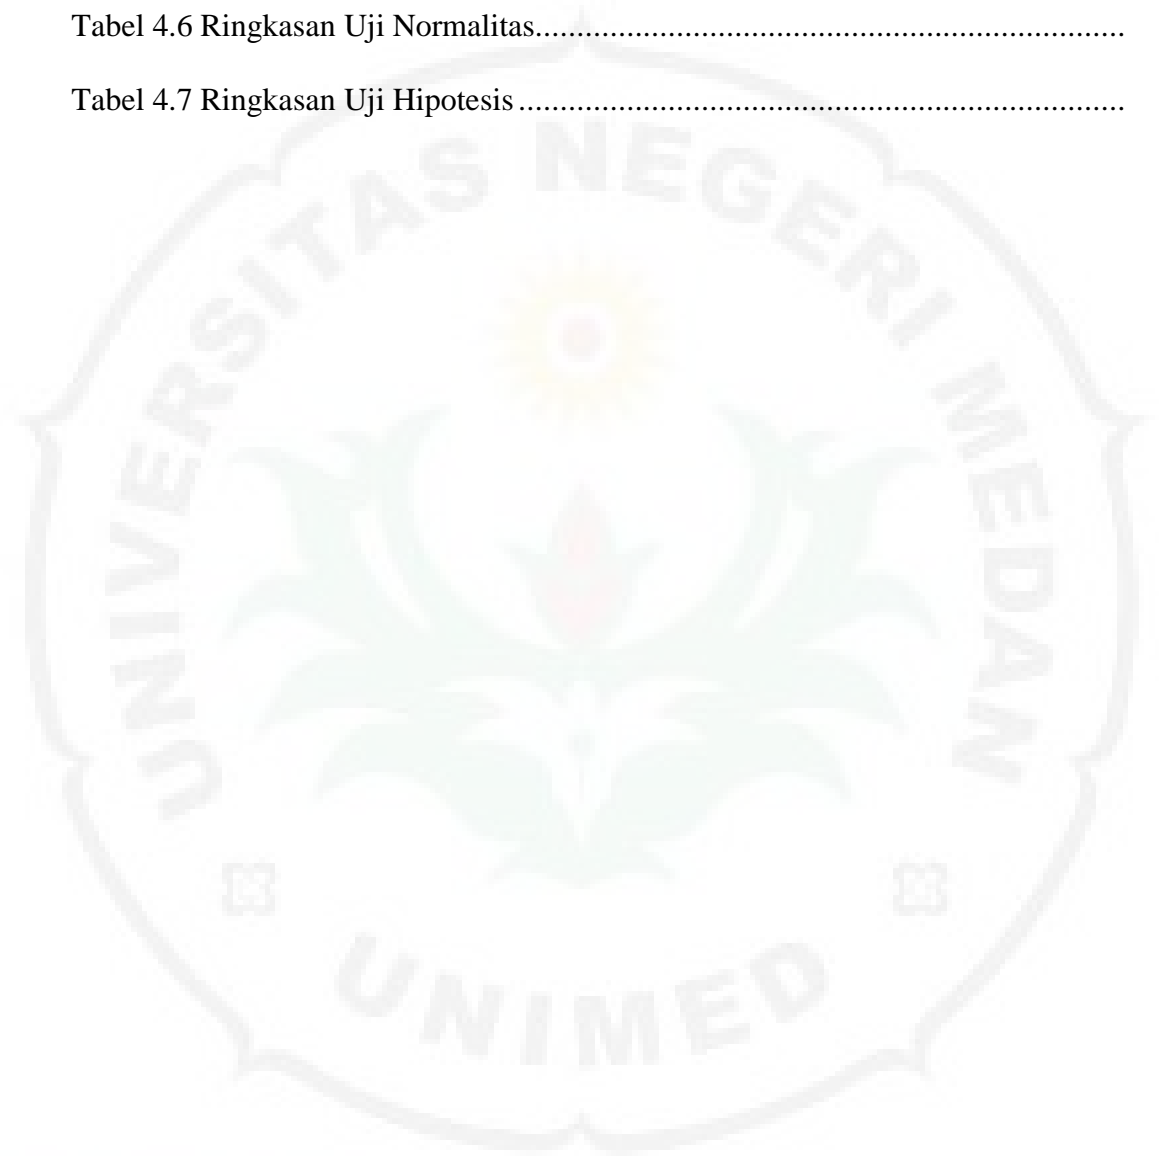 Tabel 4.6 Ringkasan Uji Normalitas.......................................................................
Tabel 4.7 Ringkasan Uji Hipotesis.........................................................................
UNIVERSITAS NEGERI MEDAN
UNIMED